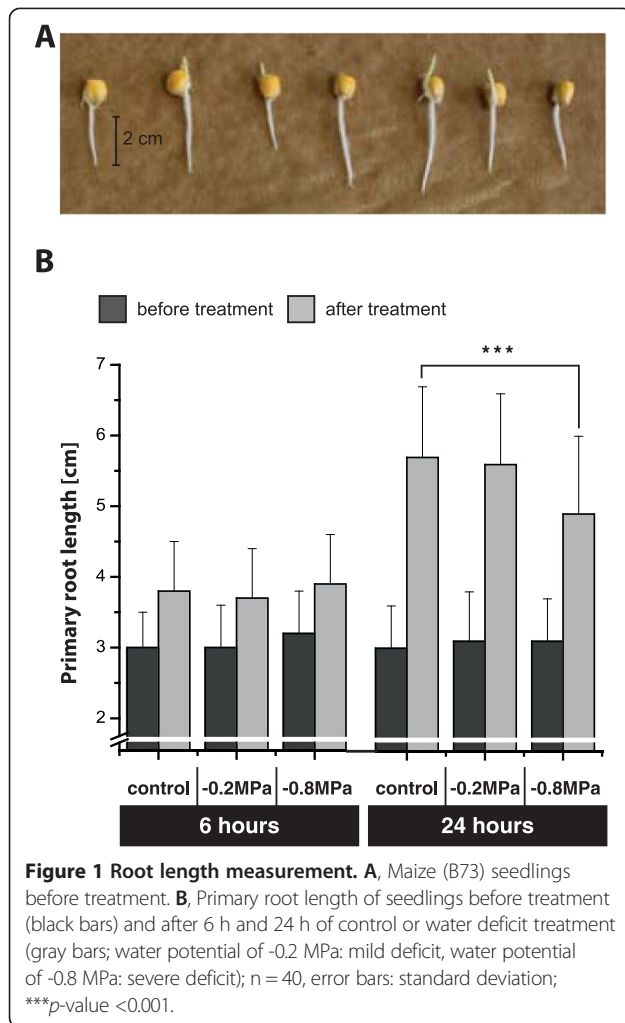 A
2 cm
B
before treatment after treatment
***
7
6
5
4
3
2
Primary root length [cm]
control -0.2MPa -0.8MPa control -0.2MPa -0.8MPa
6 hours 24 hours
Figure 1 Root length measurement. A, Maize (B73) seedlings
before treatment. B, Primary root length of seedlings before treatment
(black bars) and after 6 h and 24 h of control or water deficit treatment
(gray bars; water potential of -0.2 MPa: mild deficit, water potential
of -0.8 MPa: severe deficit); n = 40, error bars: standard deviation;
***p-value <0.001.